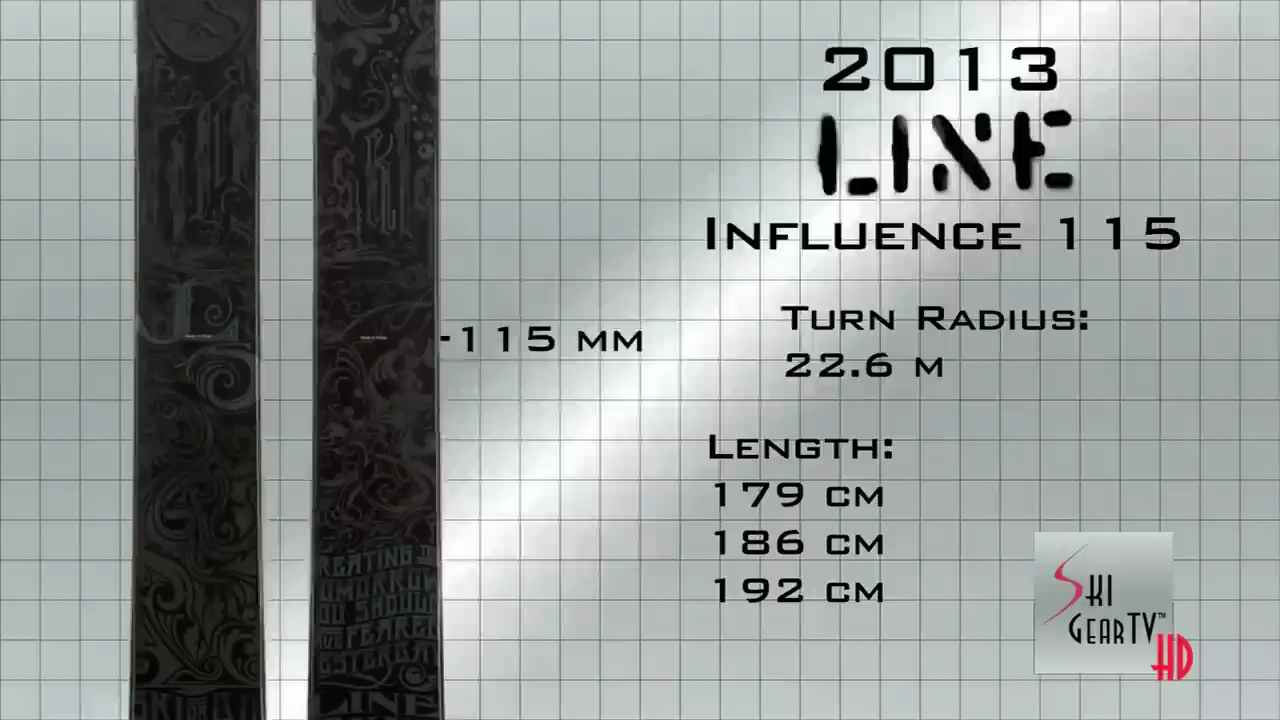 2013
LINE
INFLUENCE 115
-115 MM
TURN RADIUS:
22.6 M
LENGTH:
179 CM
186 CM
192 CM
SKI
GEARTV™
HD
LINE